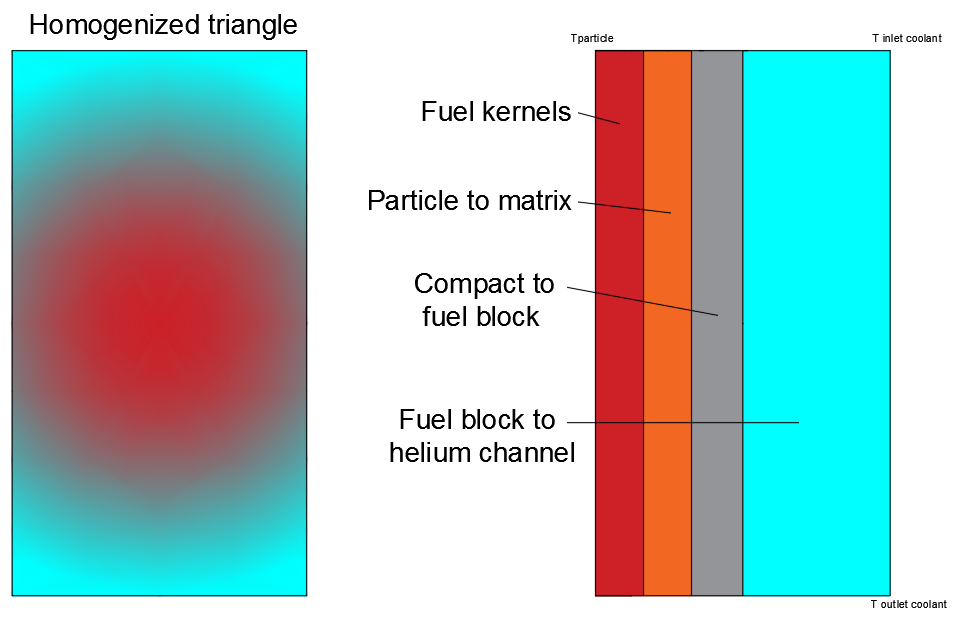 Homogenized triangle
Tparticle
T inlet coolant
Fuel kernels
Particle to matrix
Compact to
fuel block
Fuel block to
helium channel
T outlet coolant